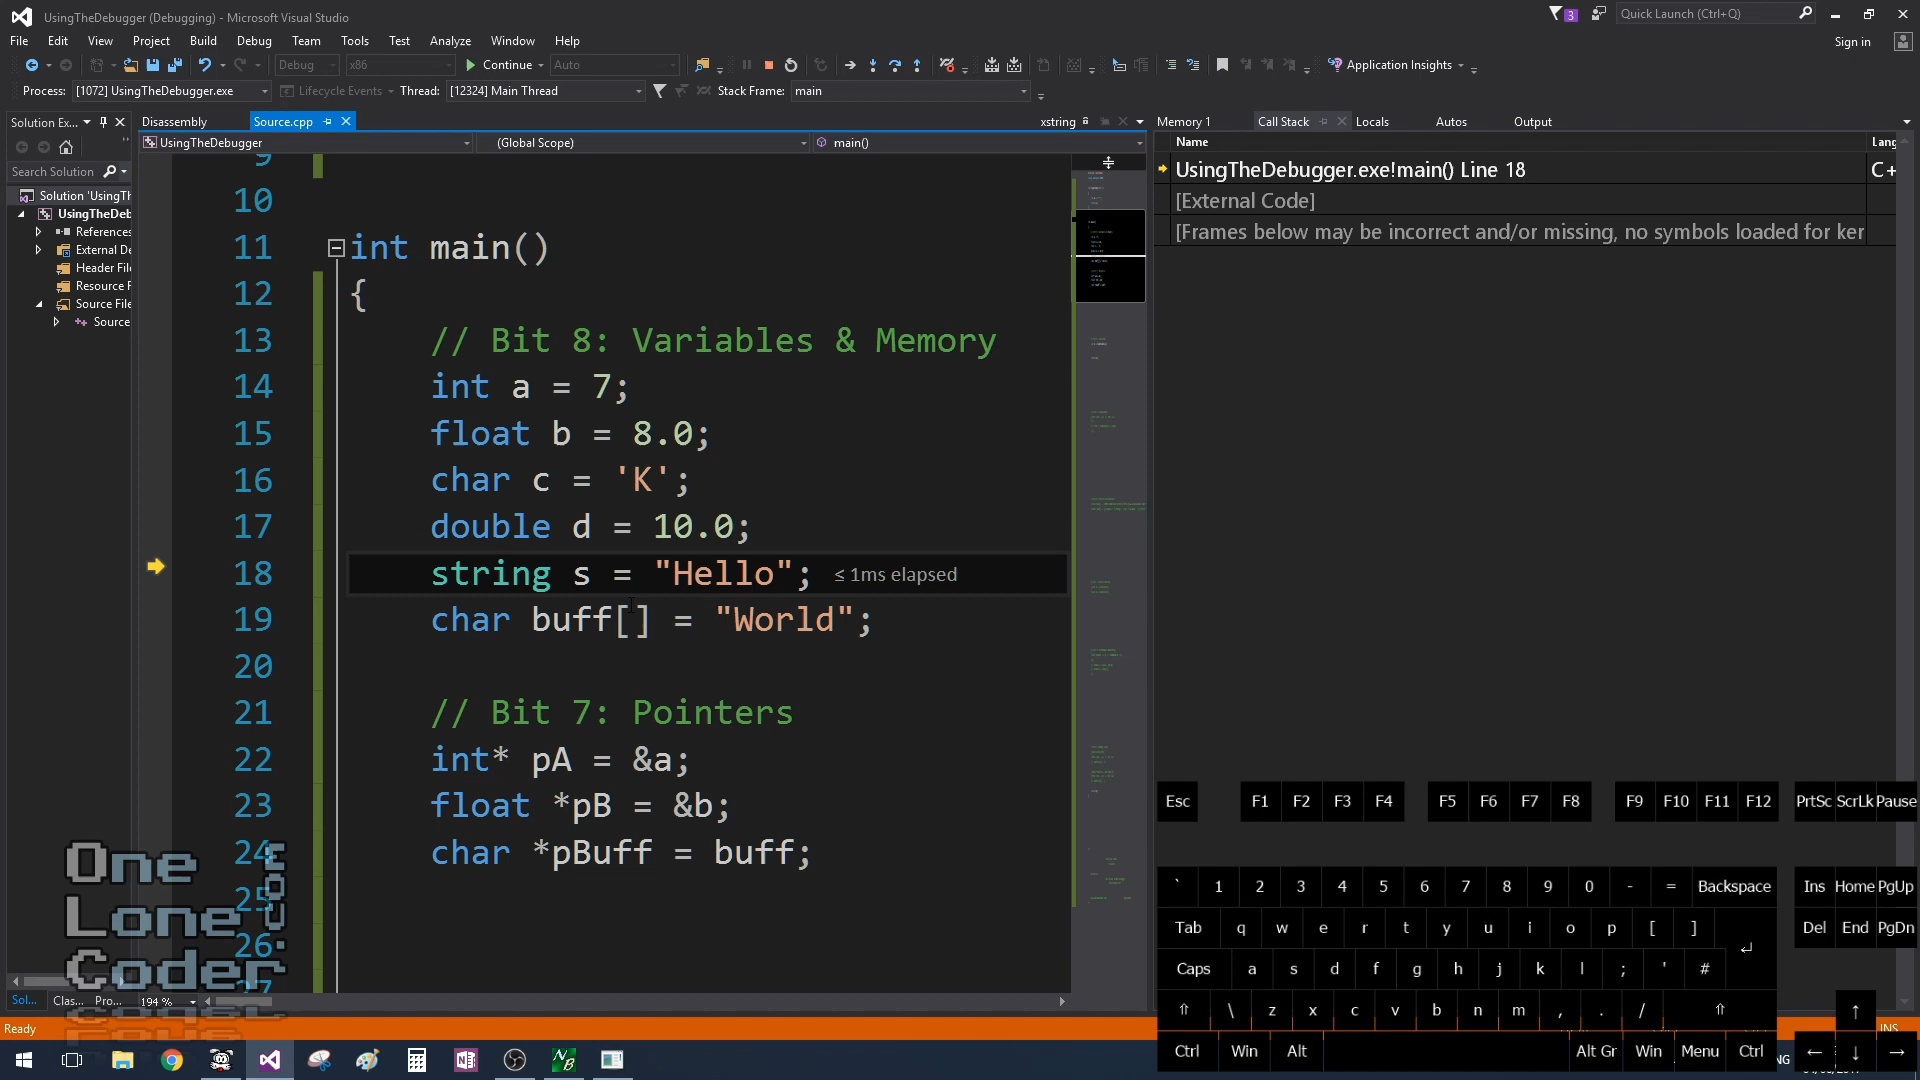 UsingTheDebugger (Debugging) - Microsoft Visual Studio
3
Quick Launch (Ctrl+Q)
File Edit View Project Build Debug Team Tools Test Analyze Window Help
Sign in
Debug x86 Continue Auto Application Insights
Process: [1072] UsingTheDebugger.exe Lifecycle Events Thread: [12324] Main Thread Stack Frame: main
Solution Ex...
Disassembly Source.cpp xstring
Memory 1 Call Stack Locals Autos Output
UsingTheDebugger (Global Scope) main()
Name Lang
Search Solution
Solution 'UsingTh
UsingTheDeb
References
External De
Header File
Resource F
Source File
Source
UsingTheDebugger.exe!main() Line 18 C+
[External Code]
[Frames below may be incorrect and/or missing, no symbols loaded for ker
9
10
11 int main()
12 {
13 // Bit 8: Variables & Memory
14 int a = 7;
15 float b = 8.0;
16 char c = 'K';
17 double d = 10.0;
18 string s = "Hello"; ≤ 1ms elapsed
19 char buff[] = "World";
20
21 // Bit 7: Pointers
22 int* pA = &a;
23 float *pB = &b;
24 char *pBuff = buff;
25
26
27
One
Lone
Coder
.com
Sol... Clas... Pro... 194 %
Ready
INS
Esc F1 F2 F3 F4 F5 F6 F7 F8 F9 F10 F11 F12 PrtSc ScrLk Pause
` 1 2 3 4 5 6 7 8 9 0 - = Backspace Ins Home PgUp
Tab q w e r t y u i o p [ ] Del End PgDn
Caps a s d f g h j k l ; ' #
\ z x c v b n m , . /
Ctrl Win Alt Alt Gr Win Menu Ctrl